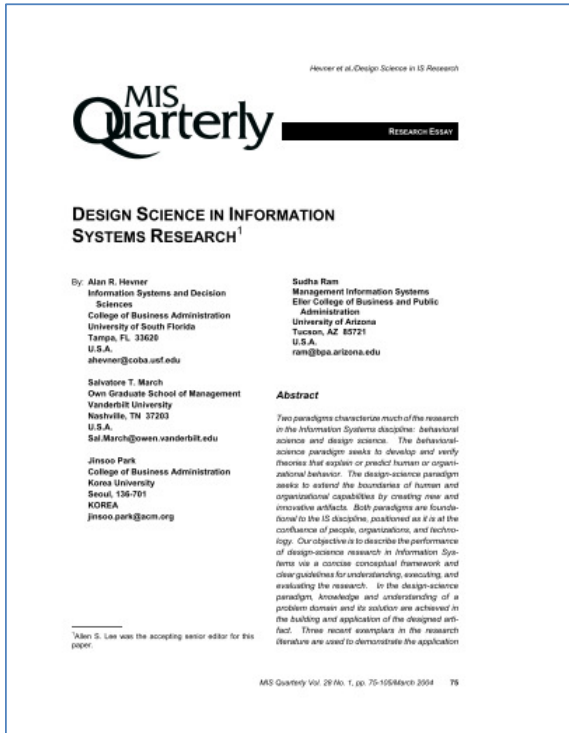 Hevner et al./Design Science in IS Research
MIS
Quarterly
RESEARCH ESSAY
DESIGN SCIENCE IN INFORMATION
SYSTEMS RESEARCH1
By: Alan R. Hevner
Information Systems and Decision
Sciences
College of Business Administration
University of South Florida
Tampa, FL 33620
U.S.A.
ahevner@coba.usf.edu
Salvatore T. March
Own Graduate School of Management
Vanderbilt University
Nashville, TN 37203
U.S.A.
Sal.March@owen.vanderbilt.edu
Jinsoo Park
College of Business Administration
Korea University
Seoul, 136-701
KOREA
jinsoo.park@acm.org
1Allen S. Lee was the accepting senior editor for this
paper.
Sudha Ram
Management Information Systems
Eller College of Business and Public
Administration
University of Arizona
Tucson, AZ 85721
U.S.A.
ram@bpa.arizona.edu
Abstract
Two paradigms characterize much of the research
in the Information Systems discipline: behavioral
science and design science. The behavioral-
science paradigm seeks to develop and verify
theories that explain or predict human or organi-
zational behavior. The design-science paradigm
seeks to extend the boundaries of human and
organizational capabilities by creating new and
innovative artifacts. Both paradigms are founda-
tional to the IS discipline, positioned as it is at the
confluence of people, organizations, and techno-
logy. Our objective is to describe the performance
of design-science research in Information Sys-
tems via a concise conceptual framework and
clear guidelines for understanding, executing, and
evaluating the research. In the design-science
paradigm, knowledge and understanding of a
problem domain and its solution are achieved in
the building and application of the designed arti-
fact. Three recent exemplars in the research
literature are used to demonstrate the application
MIS Quarterly Vol. 28 No. 1, pp. 75-105/March 2004 75